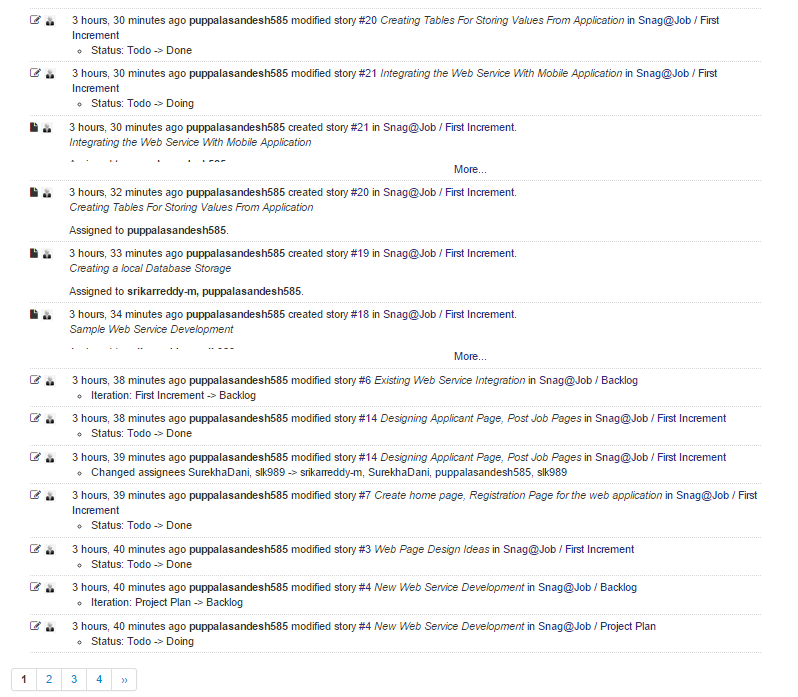 3 hours, 30 minutes ago puppalasandesh585 modified story #20 Creating Tables For Storing Values From Application in Snag@Job / First
Increment
Status: Todo -> Done
3 hours, 30 minutes ago puppalasandesh585 modified story #21 Integrating the Web Service With Mobile Application in Snag@Job / First
Increment
Status: Todo -> Doing
3 hours, 30 minutes ago puppalasandesh585 created story #21 in Snag@Job / First Increment.
Integrating the Web Service With Mobile Application
More...
3 hours, 32 minutes ago puppalasandesh585 created story #20 in Snag@Job / First Increment.
Creating Tables For Storing Values From Application
Assigned to puppalasandesh585.
3 hours, 33 minutes ago puppalasandesh585 created story #19 in Snag@Job / First Increment.
Creating a local Database Storage
Assigned to srikarreddy-m, puppalasandesh585.
3 hours, 34 minutes ago puppalasandesh585 created story #18 in Snag@Job / First Increment.
Sample Web Service Development
More...
3 hours, 38 minutes ago puppalasandesh585 modified story #6 Existing Web Service Integration in Snag@Job / Backlog
Iteration: First Increment -> Backlog
3 hours, 38 minutes ago puppalasandesh585 modified story #14 Designing Applicant Page, Post Job Pages in Snag@Job / First Increment
Status: Todo -> Done
3 hours, 39 minutes ago puppalasandesh585 modified story #14 Designing Applicant Page, Post Job Pages in Snag@Job / First Increment
Changed assignees SurekhaDani, slk989 -> srikarreddy-m, SurekhaDani, puppalasandesh585, slk989
3 hours, 39 minutes ago puppalasandesh585 modified story #7 Create home page, Registration Page for the web application in Snag@Job / First
Increment
Status: Todo -> Done
3 hours, 40 minutes ago puppalasandesh585 modified story #3 Web Page Design Ideas in Snag@Job / First Increment
Status: Todo -> Done
3 hours, 40 minutes ago puppalasandesh585 modified story #4 New Web Service Development in Snag@Job / Backlog
Iteration: Project Plan -> Backlog
3 hours, 40 minutes ago puppalasandesh585 modified story #4 New Web Service Development in Snag@Job / Project Plan
Status: Todo -> Doing
1 2 3 4 »